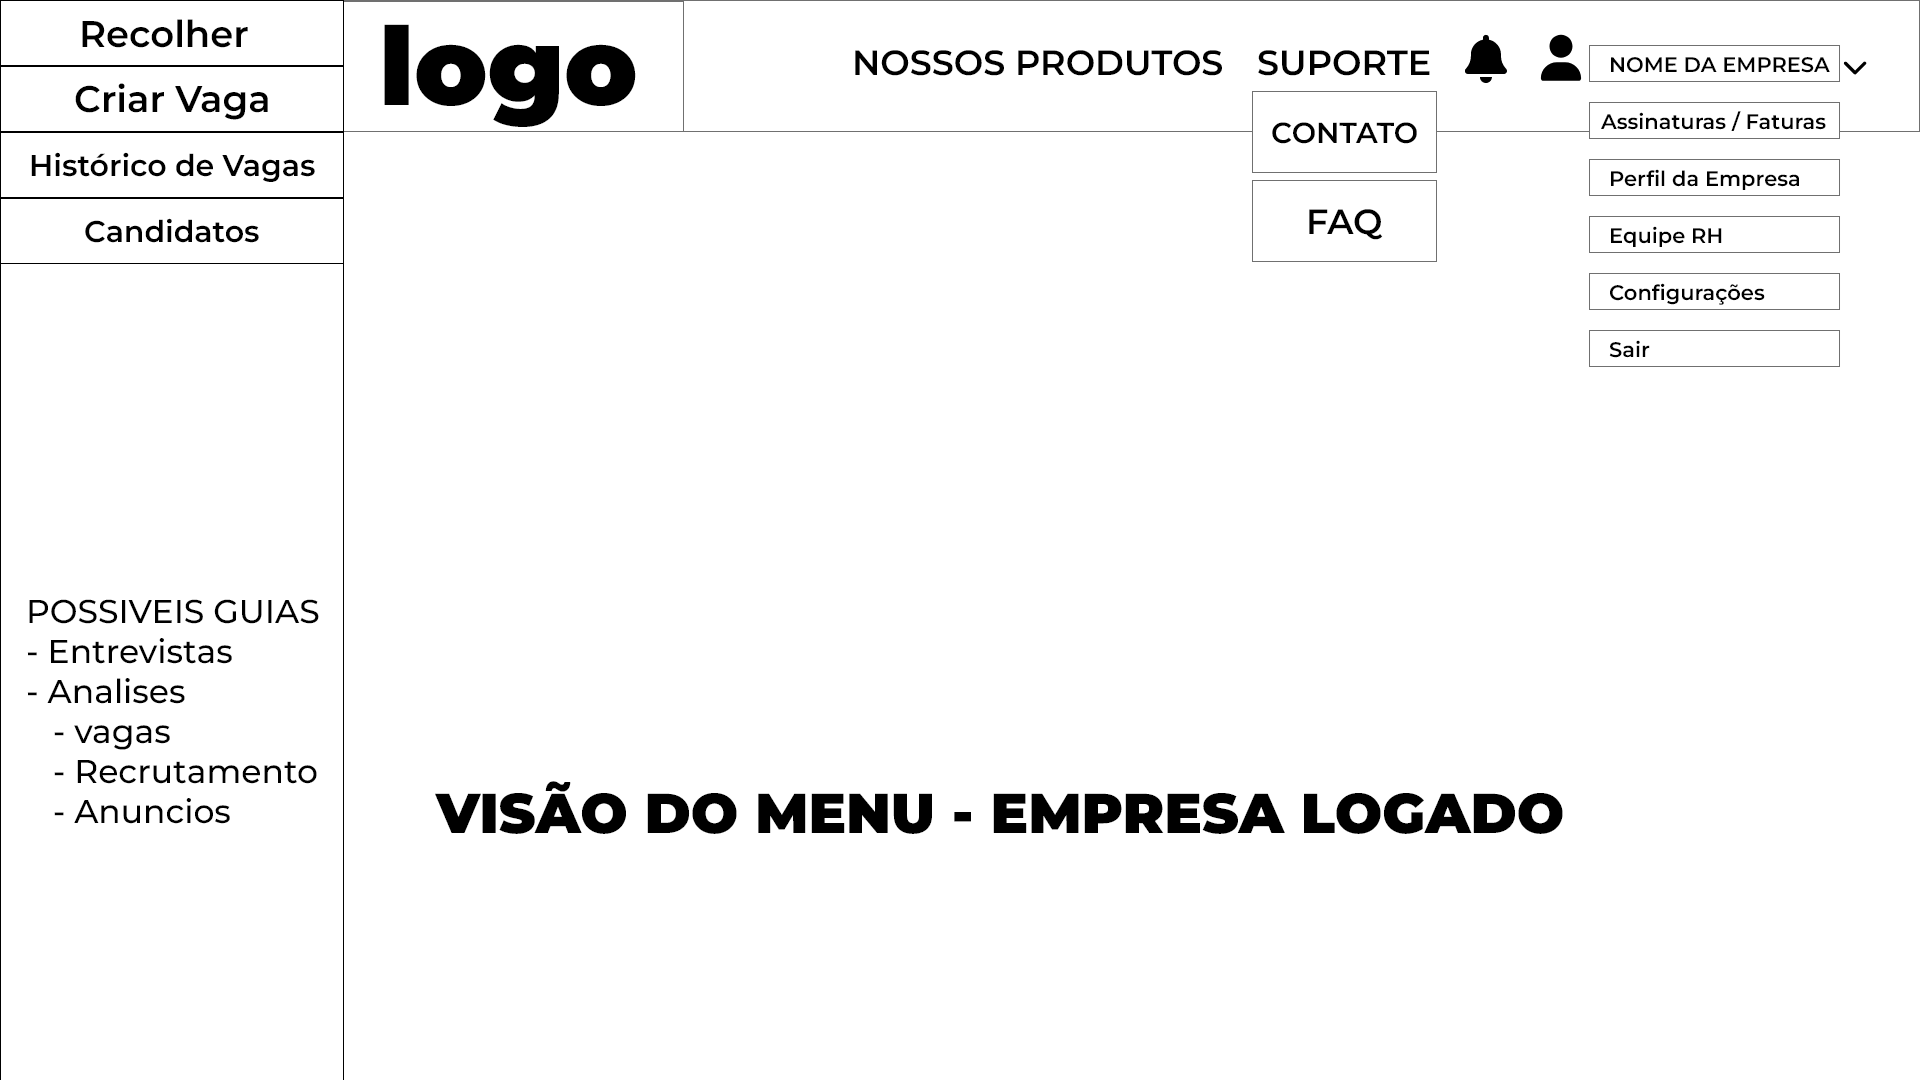 Recolher
Criar Vaga
Histórico de Vagas
Candidatos
POSSIVEIS GUIAS
- Entrevistas
- Analises
- vagas
- Recrutamento
- Anuncios
logo
NOSSOS PRODUTOS
SUPORTE
CONTATO
FAQ
NOME DA EMPRESA
Assinaturas / Faturas
Perfil da Empresa
Equipe RH
Configurações
Sair
VISÃO DO MENU - EMPRESA LOGADO